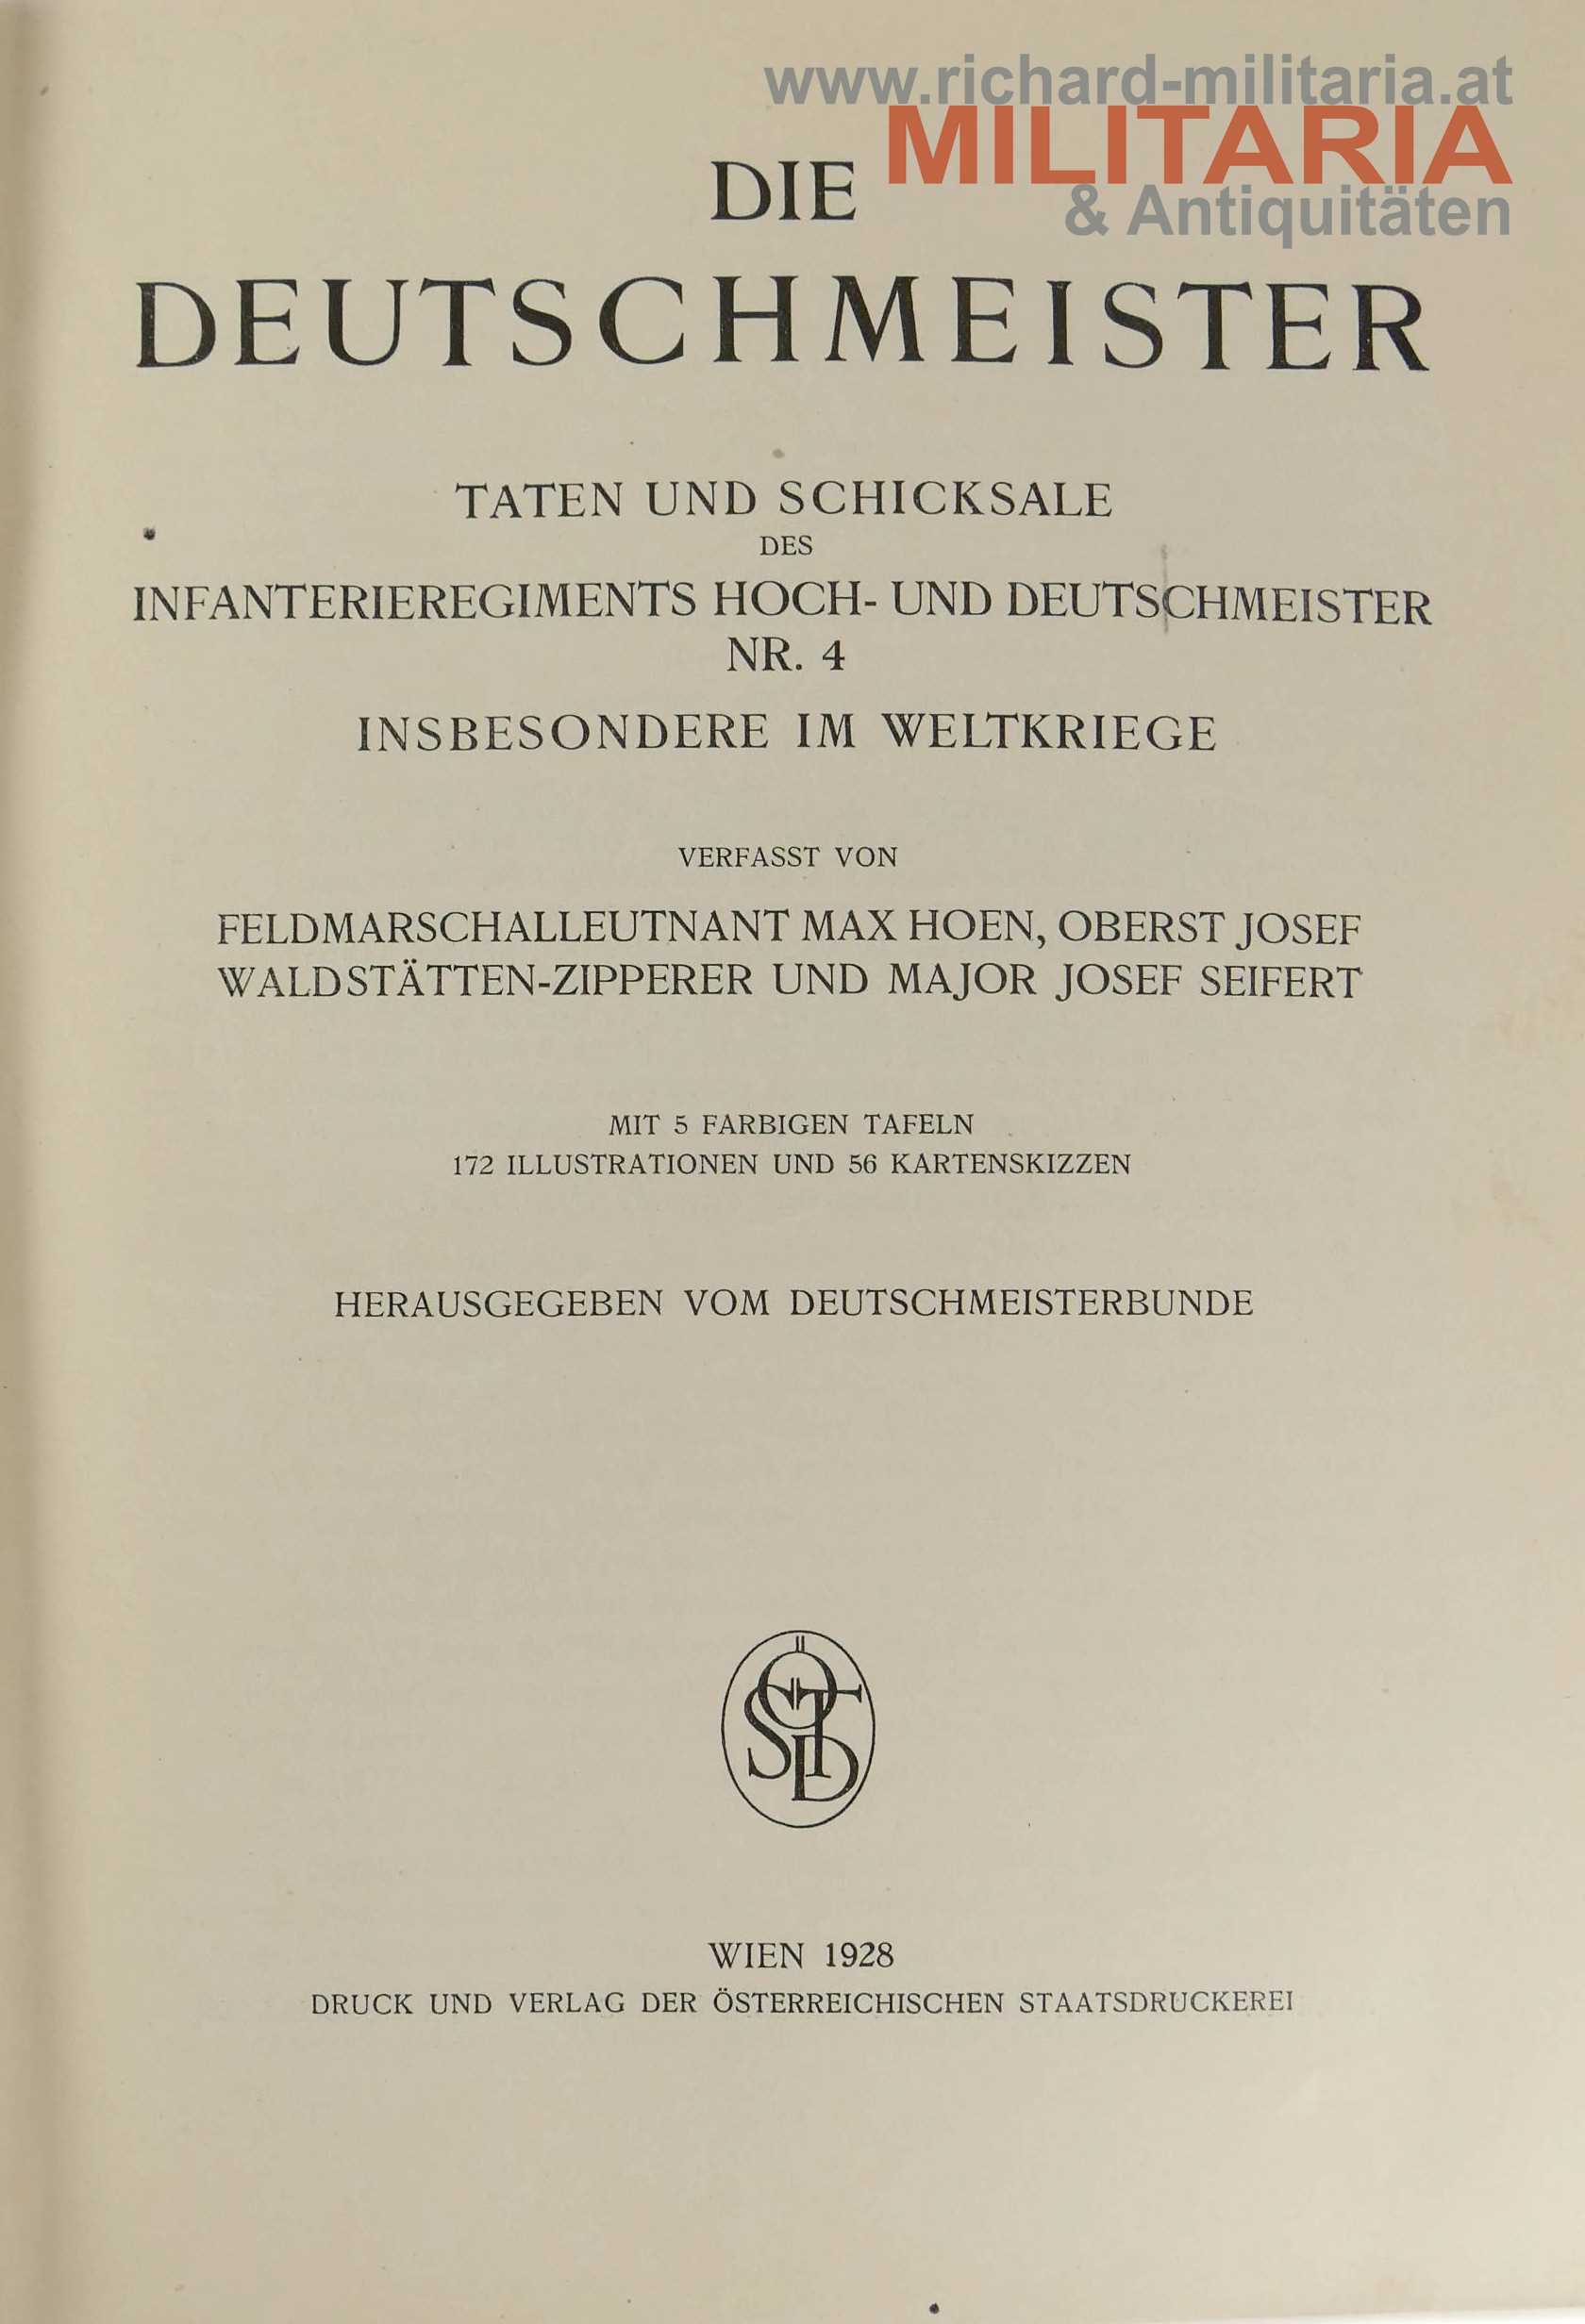 www.richard-militaria.at
MILITARIA
& Antiquitäten
DIE
DEUTSCHMEISTER
TATEN UND SCHICKSALE
DES
INFANTERIEREGIMENTS HOCH- UND DEUTSCHMEISTER
NR. 4
INSBESONDERE IM WELTKRIEGE
VERFASST VON
FELDMARSCHALLEUTNANT MAX HOEN, OBERST JOSEF
WALDSTÄTTEN-ZIPPERER UND MAJOR JOSEF SEIFERT
MIT 5 FARBIGEN TAFELN
172 ILLUSTRATIONEN UND 56 KARTENSKIZZEN
HERAUSGEGEBEN VOM DEUTSCHMEISTERBUNDE
WIEN 1928
DRUCK UND VERLAG DER ÖSTERREICHISCHEN STAATSDRUCKEREI